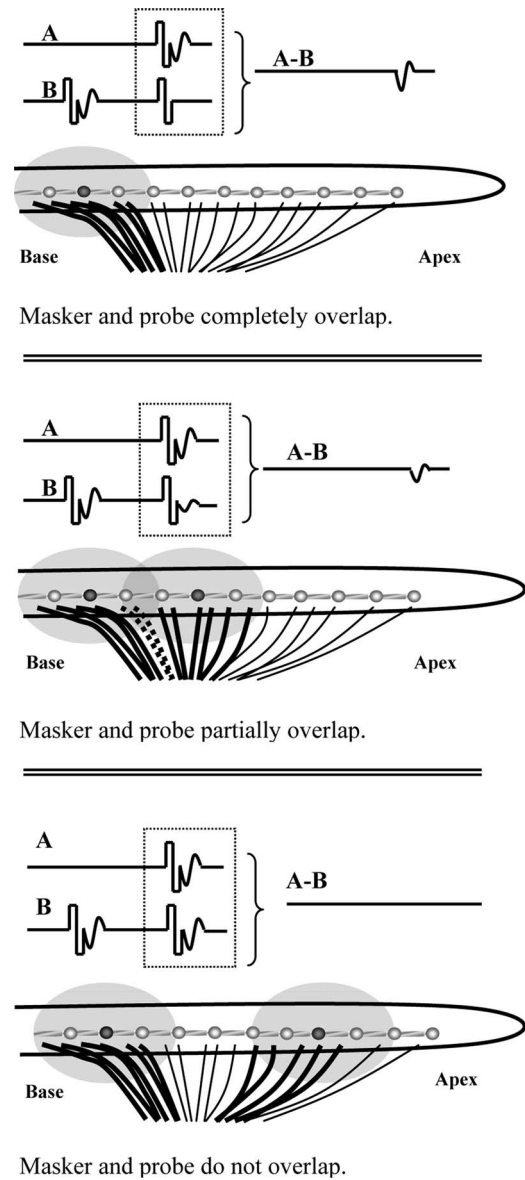 A
A-B
B
Base
Apex
Masker and probe completely overlap.
A
A-B
B
Base
Apex
Masker and probe partially overlap.
A
A-B
B
Base
Apex
Masker and probe do not overlap.